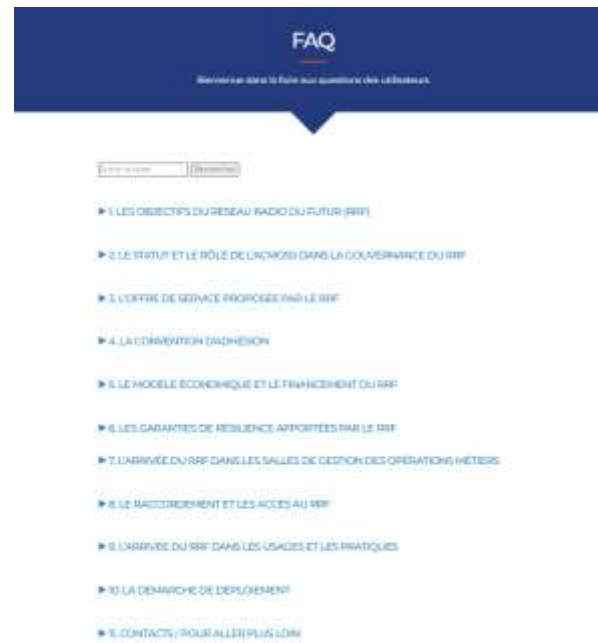 FAQ
Bienvenue dans la foire aux questions des utilisateurs
Rechercher
▶ 1. LES OBJECTIFS DU RÉSEAU RADIO DU FUTUR (RRF)
▶ 2. LE STATUT ET LE RÔLE DE L'ACMOSS DANS LA GOUVERNANCE DU RRF
▶ 3. L'OFFRE DE SERVICE PROPOSÉE PAR LE RRF
▶ 4. LA CONVENTION D'ADHÉSION
▶ 5. LE MODÈLE ÉCONOMIQUE ET LE FINANCEMENT DU RRF
▶ 6. LES GARANTIES DE RÉSILIENCE APPORTÉES PAR LE RRF
▶ 7. L'ARRIVÉE DU RRF DANS LES SALLES DE GESTION DES OPÉRATIONS MÉTIERS
▶ 8. LE RACCORDEMENT ET LES ACCÈS AU RRF
▶ 9. L'ARRIVÉE DU RRF DANS LES USAGES ET LES PRATIQUES
▶ 10. LA DÉMARCHE DE DÉPLOIEMENT
▶ 11. CONTACTS / POUR ALLER PLUS LOIN